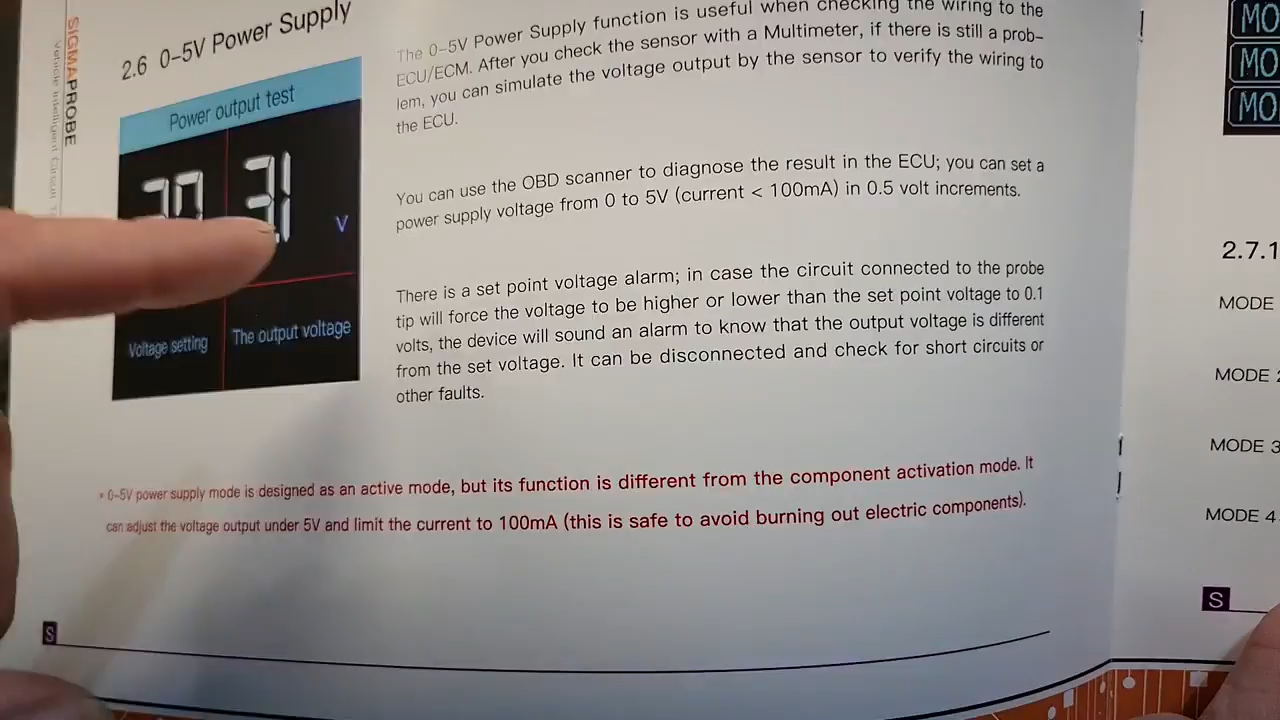 SIGMAPROBE
Vehicle Intelligent Circuit
2.6 0-5V Power Supply
Power output test
V
Voltage setting
The output voltage
The 0-5V Power Supply function is useful when checking the wiring to the
ECU/ECM. After you check the sensor with a Multimeter, if there is still a prob-
lem, you can simulate the voltage output by the sensor to verify the wiring to
the ECU.
You can use the OBD scanner to diagnose the result in the ECU; you can set a
power supply voltage from 0 to 5V (current < 100mA) in 0.5 volt increments.
There is a set point voltage alarm; in case the circuit connected to the probe
tip will force the voltage to be higher or lower than the set point voltage to 0.1
volts, the device will sound an alarm to know that the output voltage is different
from the set voltage. It can be disconnected and check for short circuits or
other faults.
* 0-5V power supply mode is designed as an active mode, but its function is different from the component activation mode. It
can adjust the voltage output under 5V and limit the current to 100mA (this is safe to avoid burning out electric components).
S
MO
MO
MO
2.7.1
MODE
MODE 2
MODE 3
MODE 4
S